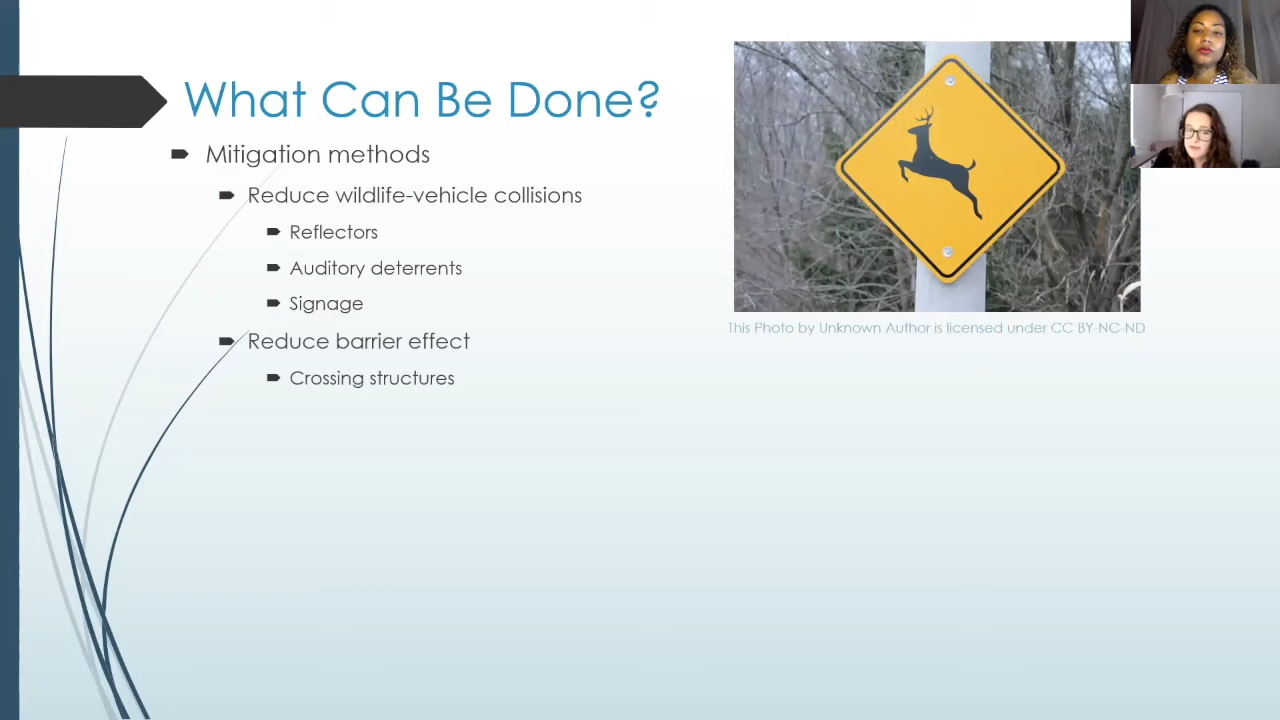 What Can Be Done?
Mitigation methods
Reduce wildlife-vehicle collisions
Reflectors
Auditory deterrents
Signage
Reduce barrier effect
Crossing structures
This Photo by Unknown Author is licensed under CC BY-NC-ND